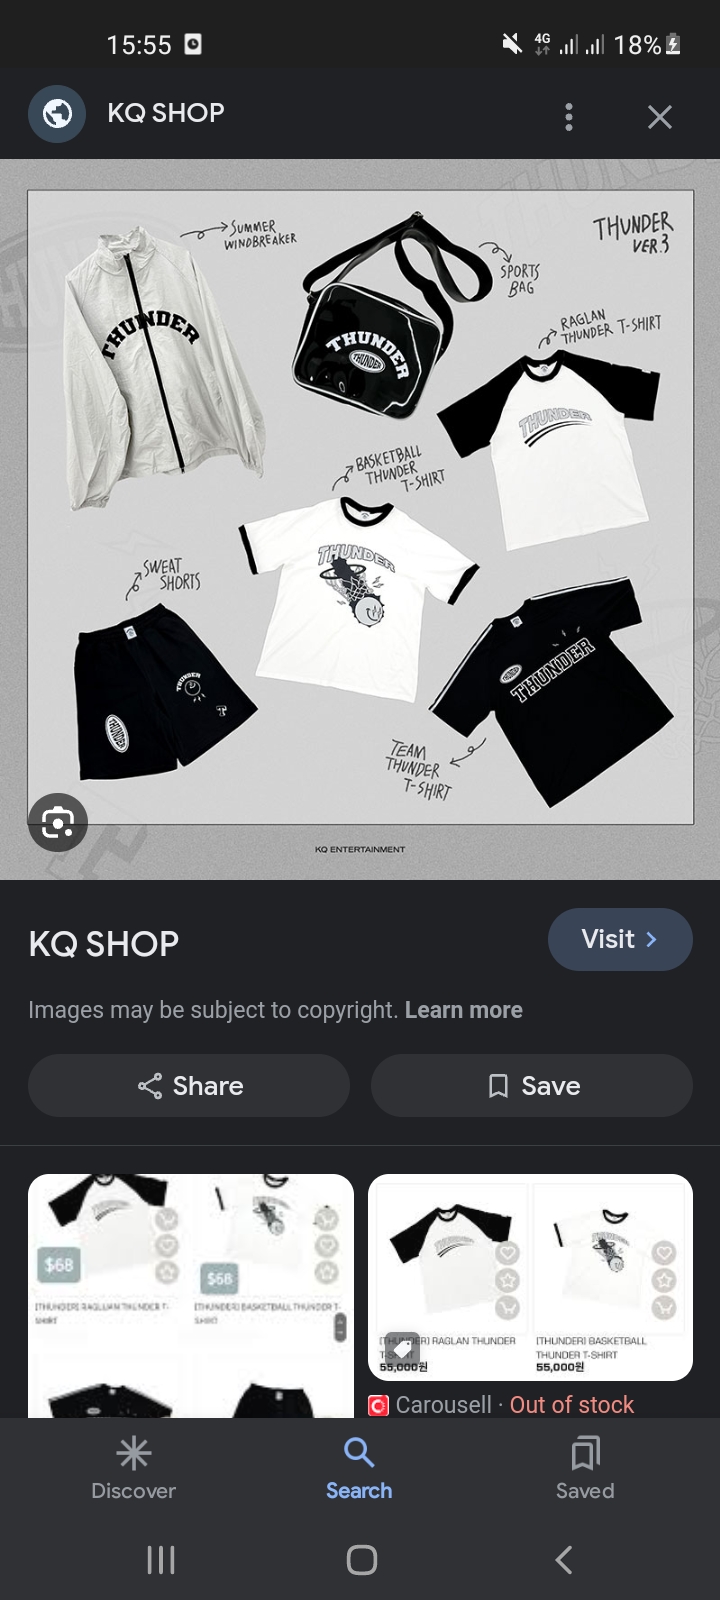 15:55
4G
18%
KQ SHOP
THUNDER
VER.3
SUMMER
WINDBREAKER
SPORTS
BAG
RAGLAN
THUNDER T-SHIRT
THUNDER
THUNDER
THUNDER
THUNDER
BASKETBALL
THUNDER
T-SHIRT
THUNDER
SWEAT
SHORTS
THUNDER
THUNDER
T
THUNDER
TEAM
THUNDER
T-SHIRT
KQ ENTERTAINMENT
KQ SHOP
Visit
Images may be subject to copyright. Learn more
Share
Save
$68
$68
[THUNDER] RAGLAN THUNDER T-
SHIRT
[THUNDER] BASKETBALL THUNDER T-
SHIRT
[THUNDER] RAGLAN THUNDER
T-SHIRT
55,000원
[THUNDER] BASKETBALL
THUNDER T-SHIRT
55,000원
Carousell · Out of stock
Discover
Search
Saved